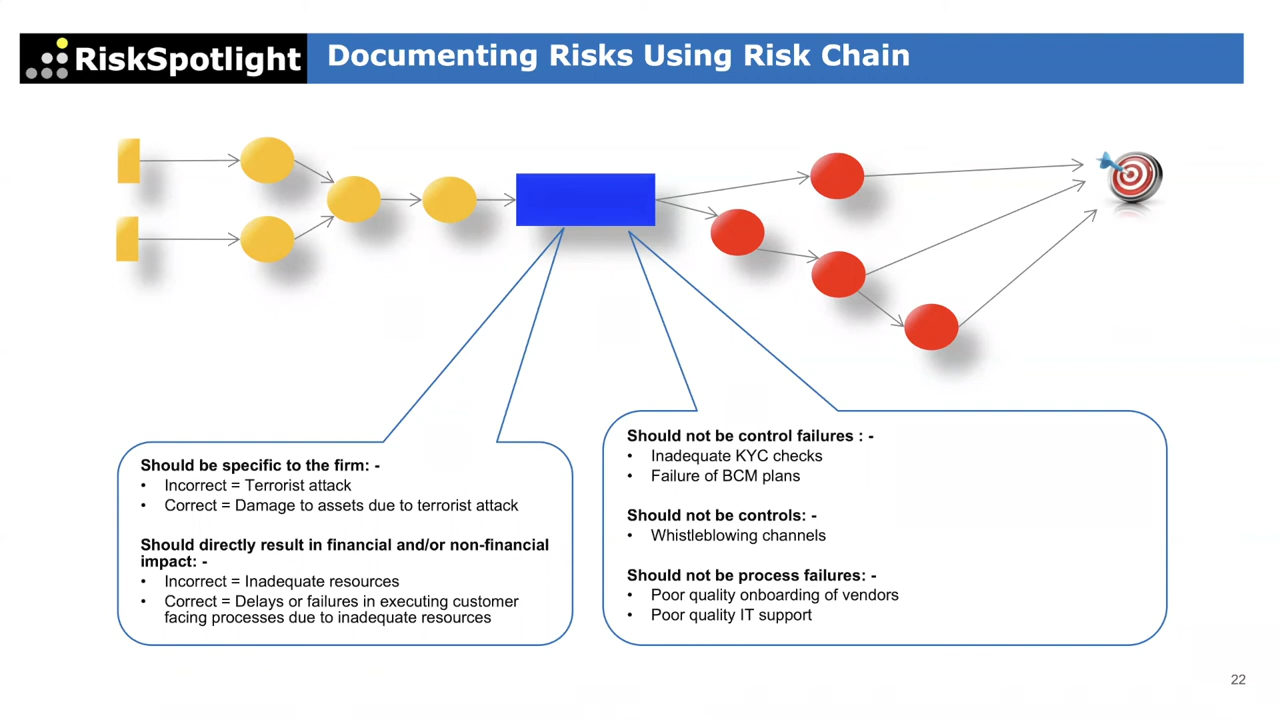 RiskSpotlight
Documenting Risks Using Risk Chain
Should be specific to the firm: -
• Incorrect = Terrorist attack
• Correct = Damage to assets due to terrorist attack
Should directly result in financial and/or non-financial
impact: -
• Incorrect = Inadequate resources
• Correct = Delays or failures in executing customer
facing processes due to inadequate resources
Should not be control failures : -
• Inadequate KYC checks
• Failure of BCM plans
Should not be controls: -
• Whistleblowing channels
Should not be process failures: -
• Poor quality onboarding of vendors
• Poor quality IT support
22